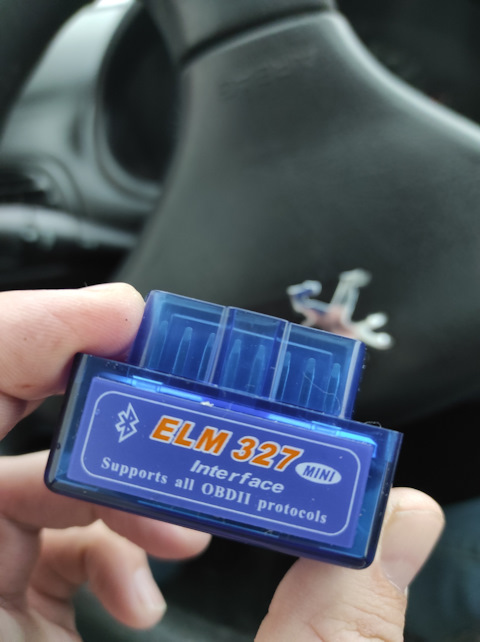 ELM 327
Interface MINI
Supports all OBDII protocols